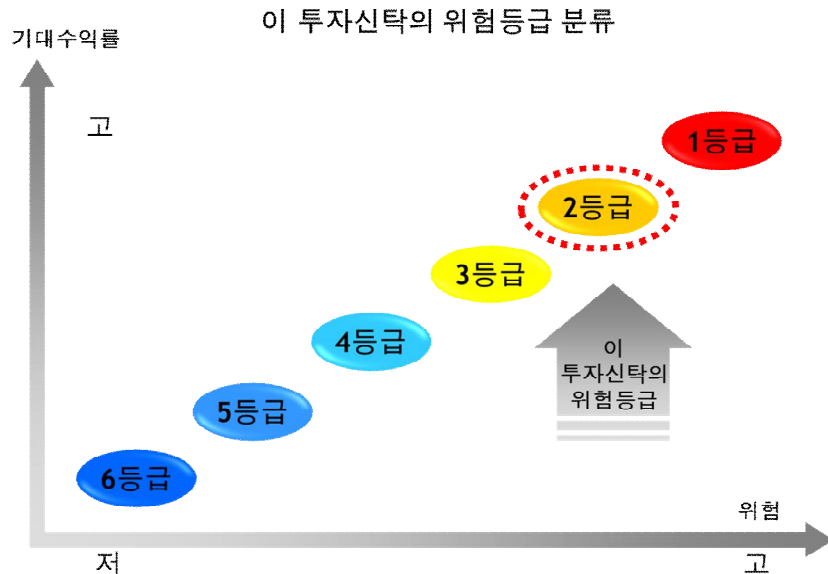 이 투자신탁의 위험등급 분류
기대수익률
고
1등급
2등급
3등급
4등급
5등급
6등급
이
투자신탁의
위험등급
위험
저
고